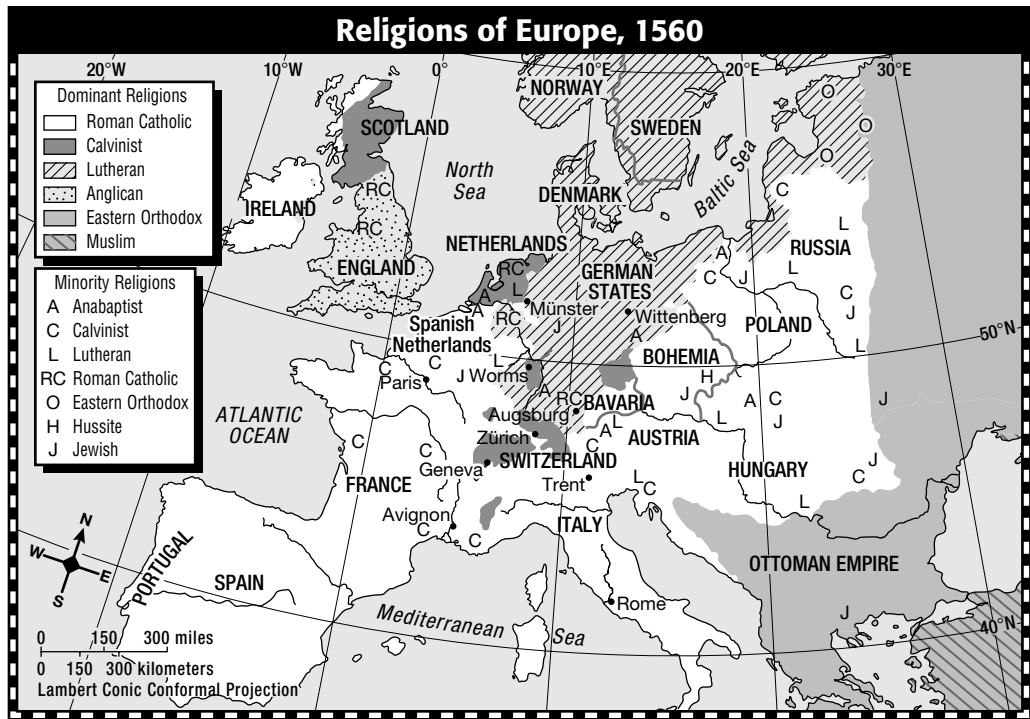 Religions of Europe, 1560
20°W
10°W
0°
10°E
20°E
30°E
Dominant Religions
Roman Catholic
Calvinist
Lutheran
Anglican
Eastern Orthodox
Muslim
Minority Religions
A Anabaptist
C Calvinist
L Lutheran
RC Roman Catholic
O Eastern Orthodox
H Hussite
J Jewish
NORWAY
O
SCOTLAND
SWEDEN
O
North
Sea
Baltic Sea
O
RC
DENMARK
C
IRELAND
RC
L
NETHERLANDS
RUSSIA
ENGLAND
RC
GERMAN
STATES
A
C
J
L
A
L
C
A
Münster
J
RC
J
Wittenberg
POLAND
50°N
Spanish
Netherlands
A
BOHEMIA
L
C
C
L
Paris
J
Worms
H
ATLANTIC
OCEAN
A
RC
BAVARIA
J
A
C
J
Augsburg
L
J
C
Zürich
A
AUSTRIA
C
C
SWITZERLAND
HUNGARY
J
Geneva
FRANCE
Trent
L
C
C
L
Avignon
C
C
ITALY
N
W
E
S
PORTUGAL
SPAIN
OTTOMAN EMPIRE
Rome
J
Mediterranean Sea
40°N
0 150 300 miles
0 150 300 kilometers
Lambert Conic Conformal Projection